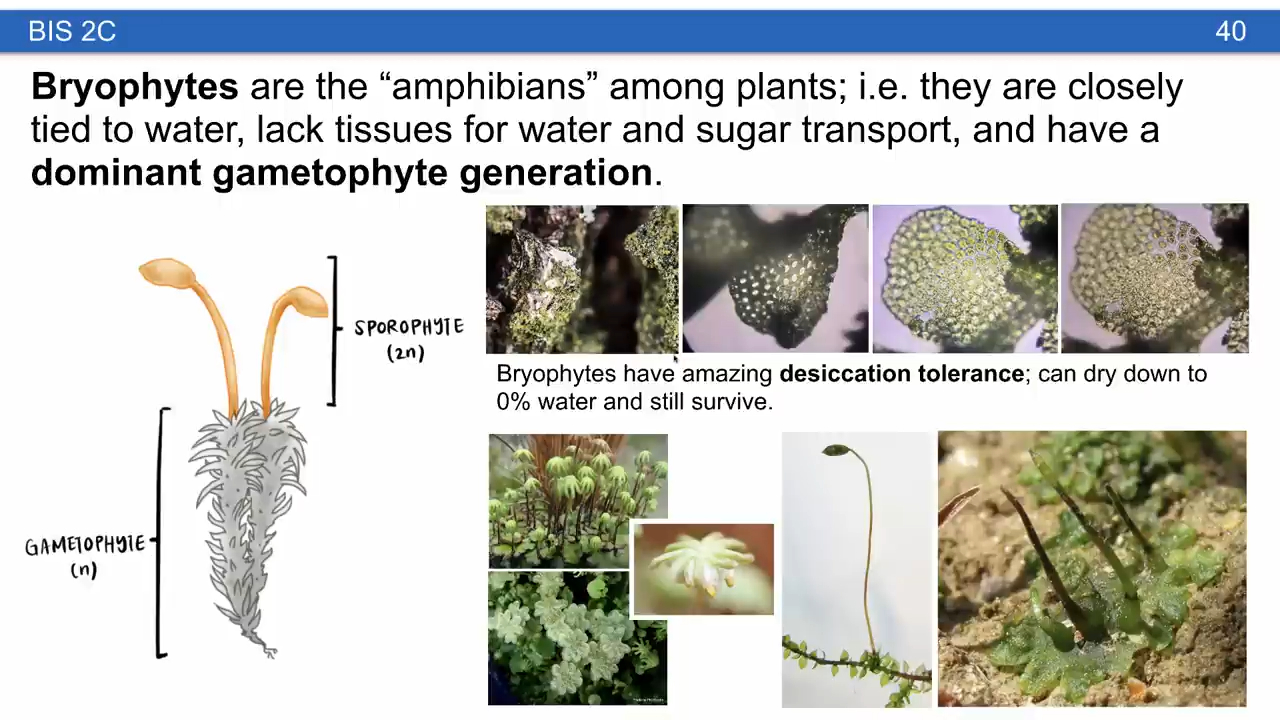 BIS 2C
40
Bryophytes are the “amphibians” among plants; i.e. they are closely
tied to water, lack tissues for water and sugar transport, and have a
dominant gametophyte generation.
SPOROPHYTE
(2n)
Bryophytes have amazing desiccation tolerance; can dry down to
0% water and still survive.
GAMETOPHYTE
(n)